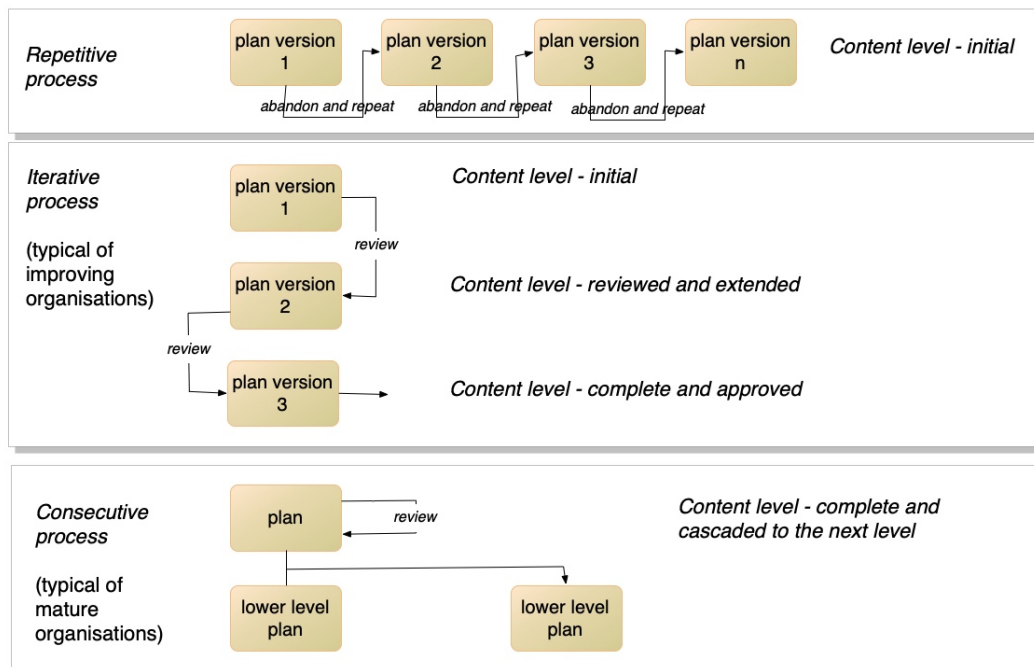 Repetitive
process
plan version
1
plan version
2
plan version
3
plan version
n
Content level - initial
abandon and repeat
abandon and repeat
abandon and repeat
Iterative
process
(typical of
improving
organisations)
plan version
1
Content level - initial
review
plan version
2
Content level - reviewed and extended
review
plan version
3
Content level - complete and approved
Consecutive
process
(typical of
mature
organisations)
plan
review
Content level - complete and
cascaded to the next level
lower level
plan
lower level
plan